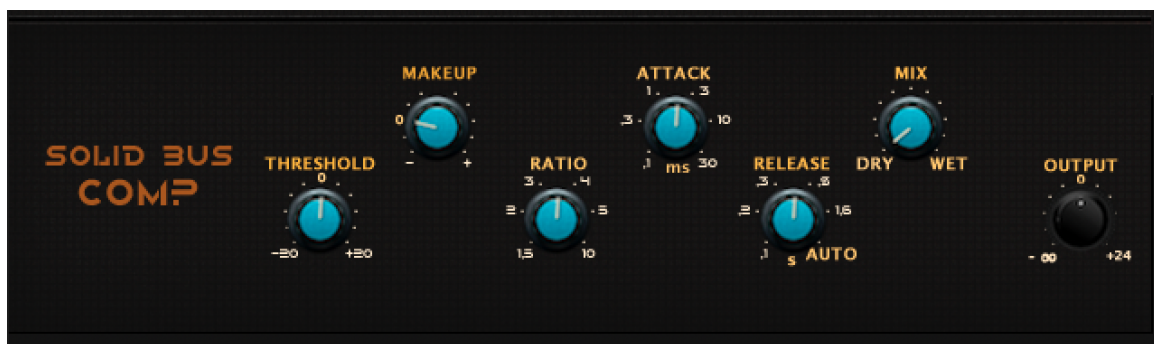 SOLID BUS
COMP
MAKEUP
0
- +
THRESHOLD
0
-20 +20
RATIO
3 4
2 5
1,5 10
ATTACK
1 3
,3 10
,1 ms 30
RELEASE
,3 ,6
,2 1,6
,1 s AUTO
MIX
DRY WET
OUTPUT
0
- ∞ +24